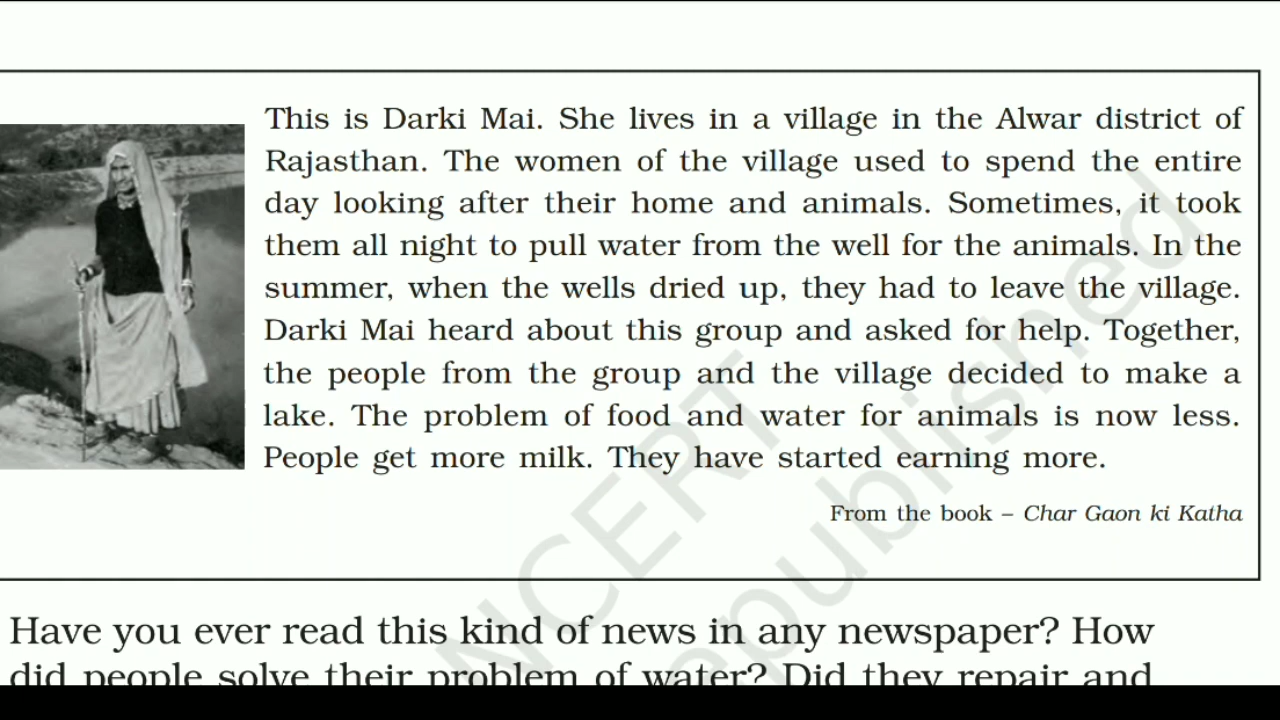 This is Darki Mai. She lives in a village in the Alwar district of
Rajasthan. The women of the village used to spend the entire
day looking after their home and animals. Sometimes, it took
them all night to pull water from the well for the animals. In the
summer, when the wells dried up, they had to leave the village.
Darki Mai heard about this group and asked for help. Together,
the people from the group and the village decided to make a
lake. The problem of food and water for animals is now less.
People get more milk. They have started earning more.
From the book – Char Gaon ki Katha
Have you ever read this kind of news in any newspaper? How
did people solve their problem of water? Did they repair and
NCERT
epublished